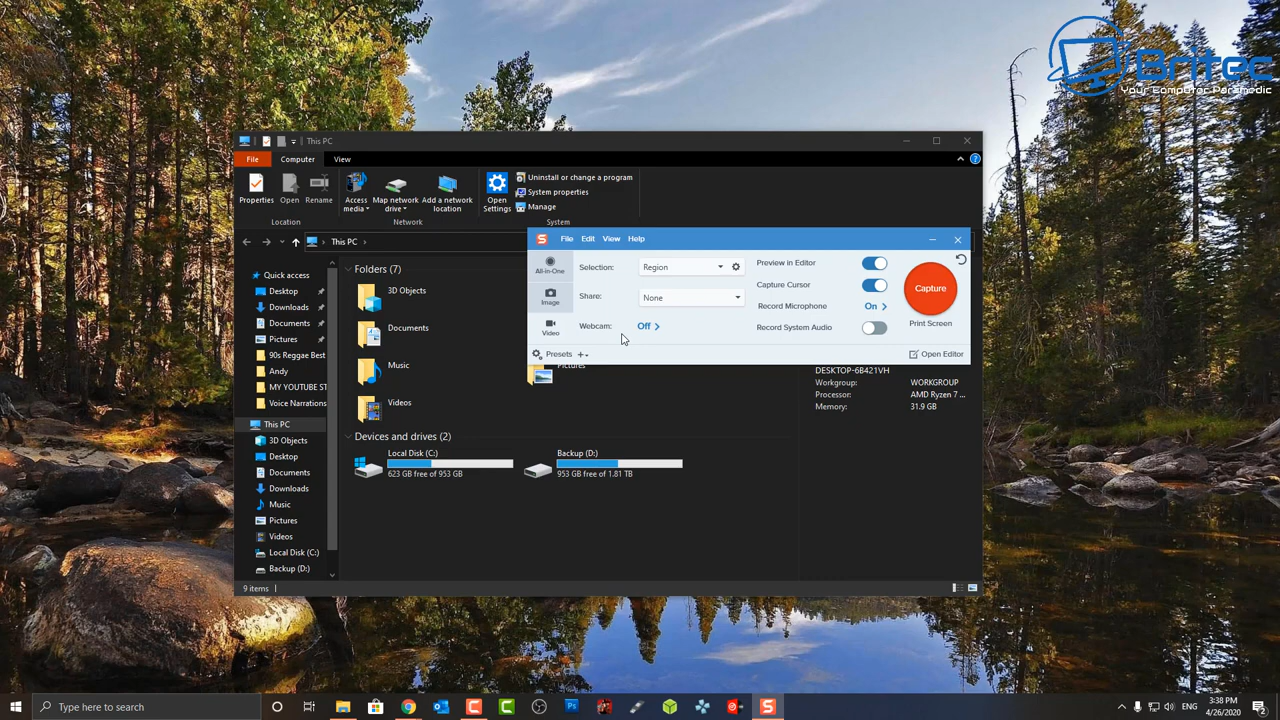 Britec
Your Computer Paramedic
This PC
File
Computer
View
Properties
Open
Rename
Access media
Map network drive
Add a network location
Open Settings
Uninstall or change a program
System properties
Manage
Location
Network
System
This PC
Quick access
Desktop
Downloads
Documents
Pictures
90s Reggae Best
Andy
MY YOUTUBE ST
Voice Narrations
This PC
3D Objects
Desktop
Documents
Downloads
Music
Pictures
Videos
Local Disk (C:)
Backup (D:)
9 items
Folders (7)
3D Objects
Documents
Music
Videos
Pictures
Devices and drives (2)
Local Disk (C:)
623 GB free of 953 GB
Backup (D:)
953 GB free of 1.81 TB
DESKTOP-6B421VH
Workgroup: WORKGROUP
Processor: AMD Ryzen 7 ...
Memory: 31.9 GB
File Edit View Help
All-in-One
Image
Video
Selection: Region
Share: None
Webcam: Off
Preview in Editor
Capture Cursor
Record Microphone On
Record System Audio
Capture
Print Screen
Presets
Open Editor
Type here to search
ENG
3:38 PM
4/26/2020
2